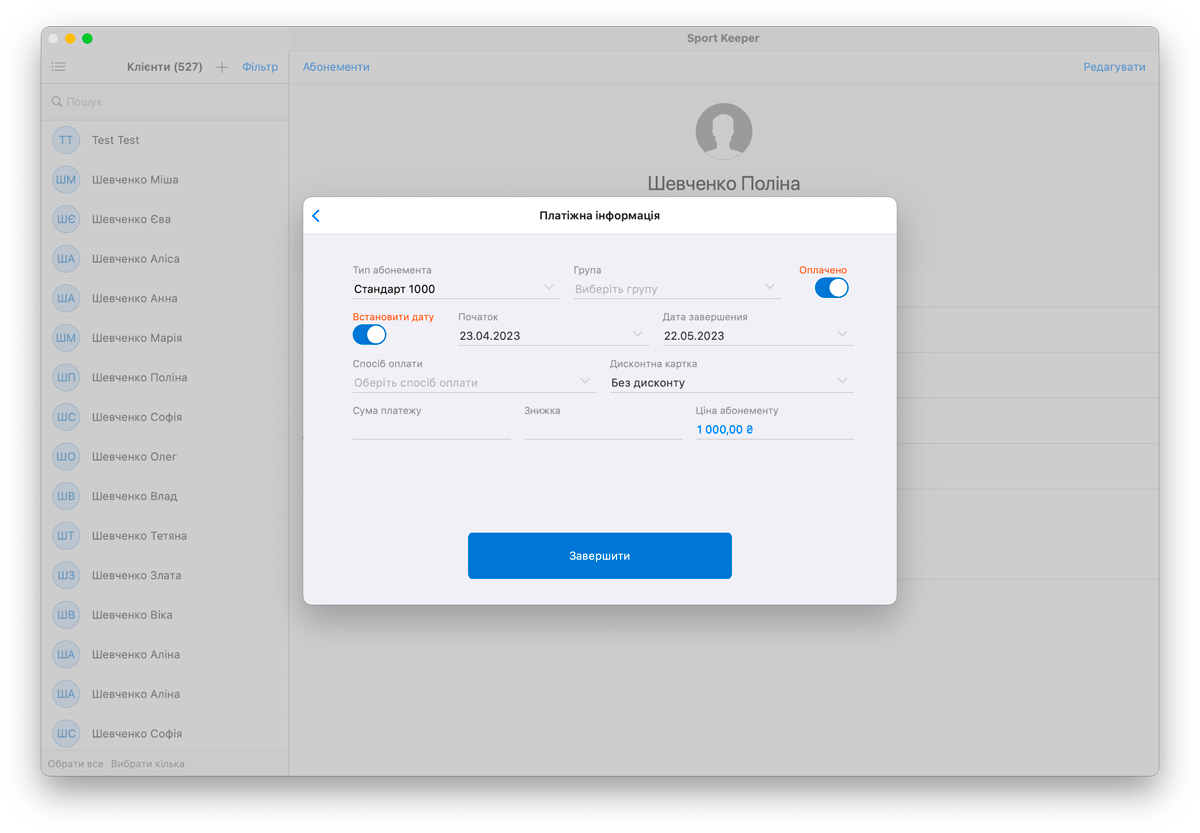 Sport Keeper
Клієнти (527) Фільтр
Абонементи Редагувати
Пошук
ТТ Test Test
ШМ Шевченко Міша
ШЄ Шевченко Єва
ША Шевченко Аліса
ША Шевченко Анна
ШМ Шевченко Марія
ШП Шевченко Поліна
ШС Шевченко Софія
ШО Шевченко Олег
ШВ Шевченко Влад
ШТ Шевченко Тетяна
ШЗ Шевченко Злата
ШВ Шевченко Віка
ША Шевченко Аліна
ША Шевченко Аліна
ШС Шевченко Софія
Обрати все Вибрати кілька
Шевченко Поліна
Платіжна інформація
Тип абонемента Група Оплачено
Стандарт 1000 Виберіть групу
Встановити дату Початок Дата завершення
23.04.2023 22.05.2023
Спосіб оплати Дисконтна картка
Оберіть спосіб оплати Без дисконту
Сума платежу Знижка Ціна абонементу
1 000,00 ₴
Завершити